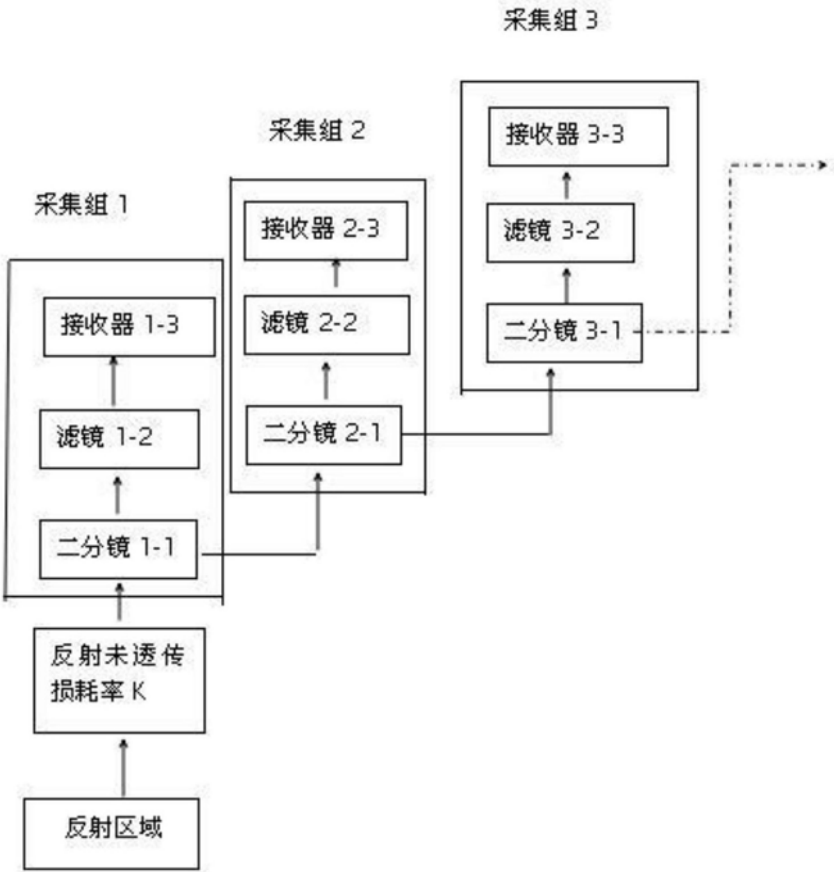 采集组 3
接收器 3-3
滤镜 3-2
二分镜 3-1
采集组 2
接收器 2-3
滤镜 2-2
二分镜 2-1
采集组 1
接收器 1-3
滤镜 1-2
二分镜 1-1
反射未透传
损耗率 K
反射区域